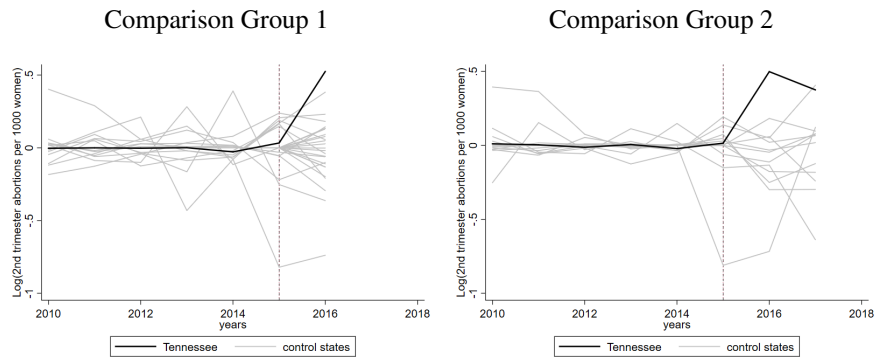 Comparison Group 1
Log(2nd trimester abortions per 1000 women)
.5
0
-.5
-1
2010 2012 2014 2016 2018
years
Tennessee control states
Comparison Group 2
Log(2nd trimester abortions per 1000 women)
.5
0
-.5
-1
2010 2012 2014 2016 2018
years
Tennessee control states